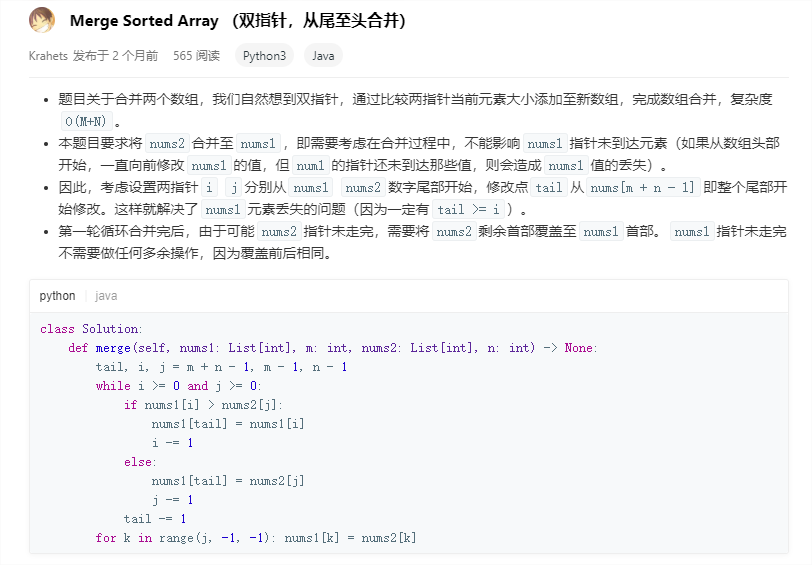 Merge Sorted Array （双指针，从尾至头合并）
Krahets 发布于 2 个月前 565 阅读 Python3 Java
• 题目关于合并两个数组，我们自然想到双指针，通过比较两指针当前元素大小添加至新数组，完成数组合并，复杂度
O(M+N) 。
• 本题目要求将 nums2 合并至 nums1 ，即需要考虑在合并过程中，不能影响 nums1 指针未到达元素（如果从数组头部
开始，一直向前修改 nums1 的值，但 num1 的指针还未到达那些值，则会造成 nums1 值的丢失）。
• 因此，考虑设置两指针 i j 分别从 nums1 nums2 数字尾部开始，修改点 tail 从 nums[m + n - 1] 即整个尾部开
始修改。这样就解决了 nums1 元素丢失的问题（因为一定有 tail >= i ）。
• 第一轮循环合并完后，由于可能 nums2 指针未走完，需要将 nums2 剩余首部覆盖至 nums1 首部。 nums1 指针未走完
不需要做任何多余操作，因为覆盖前后相同。
python java
class Solution:
    def merge(self, nums1: List[int], m: int, nums2: List[int], n: int) -> None:
        tail, i, j = m + n - 1, m - 1, n - 1
        while i >= 0 and j >= 0:
            if nums1[i] > nums2[j]:
                nums1[tail] = nums1[i]
                i -= 1
            else:
                nums1[tail] = nums2[j]
                j -= 1
            tail -= 1
        for k in range(j, -1, -1): nums1[k] = nums2[k]